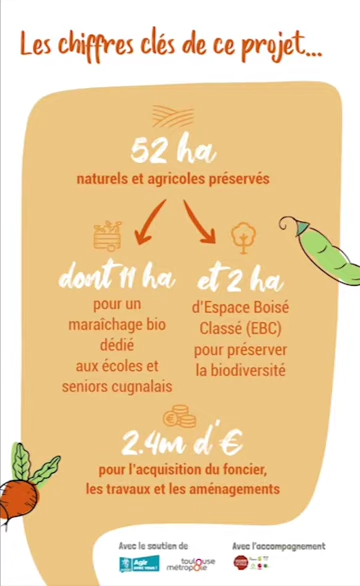 Les chiffres clés de ce projet...
52 ha
naturels et agricoles préservés
dont 11 ha
pour un
maraîchage bio
dédié
aux écoles et
seniors cugnalais
et 2 ha
d'Espace Boisé
Classé (EBC)
pour préserver
la biodiversité
2.4m d'€
pour l'acquisition du foncier,
les travaux et les aménagements
Avec le soutien de
Avec l'accompagnement
Agir
toulouse
métropole